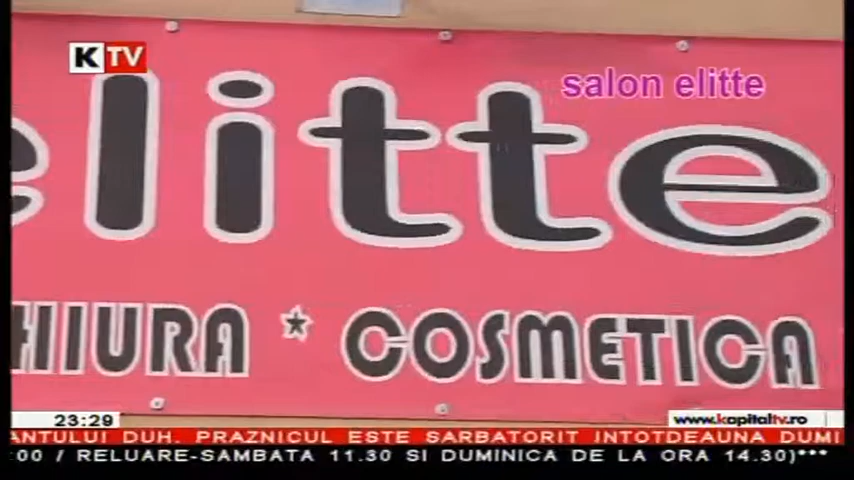 KTV
salon elitte
elitte
HIURA * COSMETICA
23:29
www.kapitaltv.ro
ANTULUI DUH. PRAZNICUL ESTE SARBATORIT INTOTDEAUNA DUMI
:00 / RELUARE-SAMBATA 11.30 SI DUMINICA DE LA ORA 14.30)***